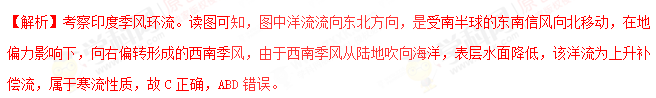 【解析】考察印度季风环流。读图可知，图中洋流流向东北方向，是受南半球的东南信风向北移动，在地
偏力影响下，向右偏转形成的西南季风，由于西南季风从陆地吹向海洋，表层水面降低，该洋流为上升补
偿流，属于寒流性质，故 C 正确，ABD 错误。